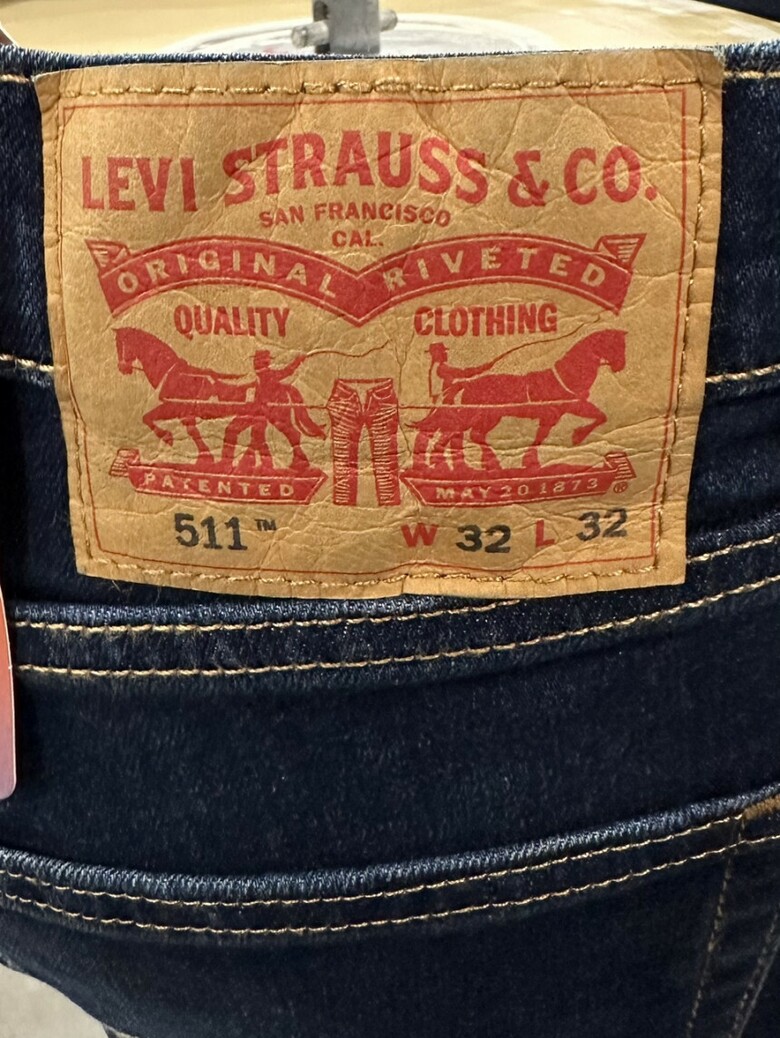 LEVI STRAUSS & CO.
SAN FRANCISCO
CAL.
ORIGINAL RIVETED
QUALITY CLOTHING
PATENTED MAY 20 1873 ®
511™ W 32 L 32